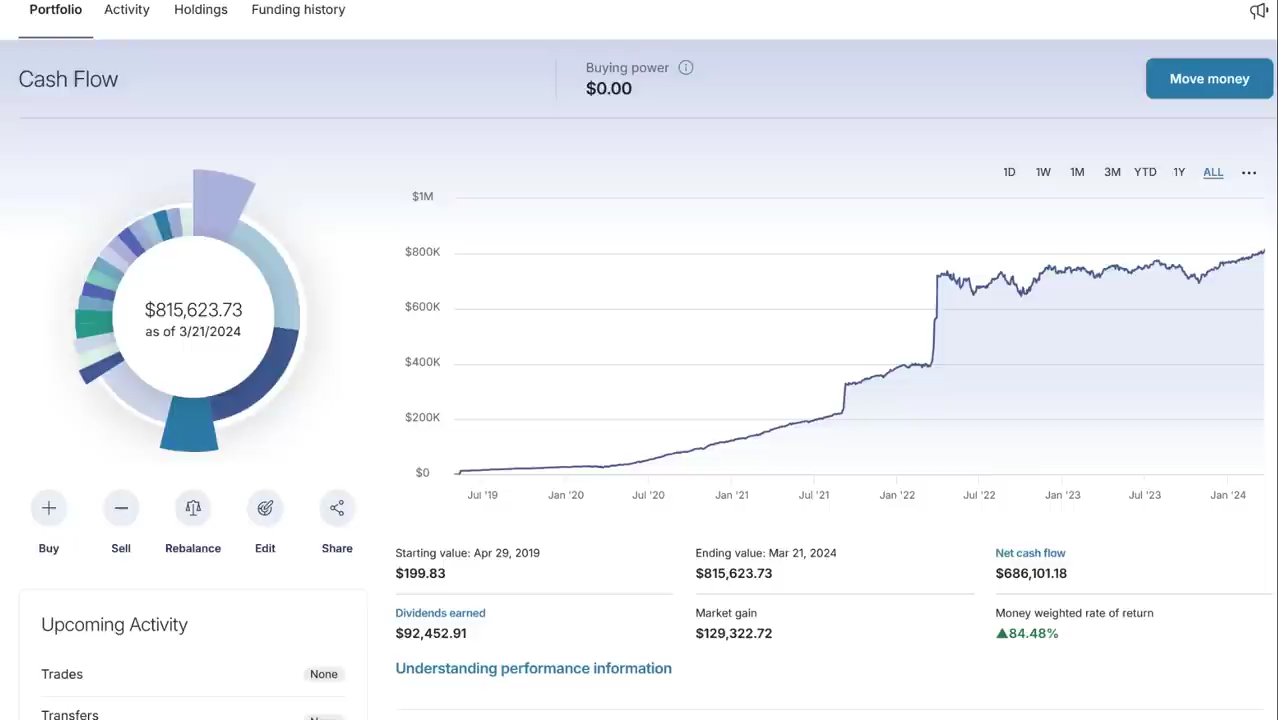 Portfolio Activity Holdings Funding history
Cash Flow
Buying power
$0.00
Move money
1D 1W 1M 3M YTD 1Y ALL
$1M
$800K
$600K
$400K
$200K
$0
Jul '19 Jan '20 Jul '20 Jan '21 Jul '21 Jan '22 Jul '22 Jan '23 Jul '23 Jan '24
$815,623.73
as of 3/21/2024
Buy Sell Rebalance Edit Share
Starting value: Apr 29, 2019
$199.83
Ending value: Mar 21, 2024
$815,623.73
Net cash flow
$686,101.18
Dividends earned
$92,452.91
Market gain
$129,322.72
Money weighted rate of return
▲84.48%
Understanding performance information
Upcoming Activity
Trades None
Transfers